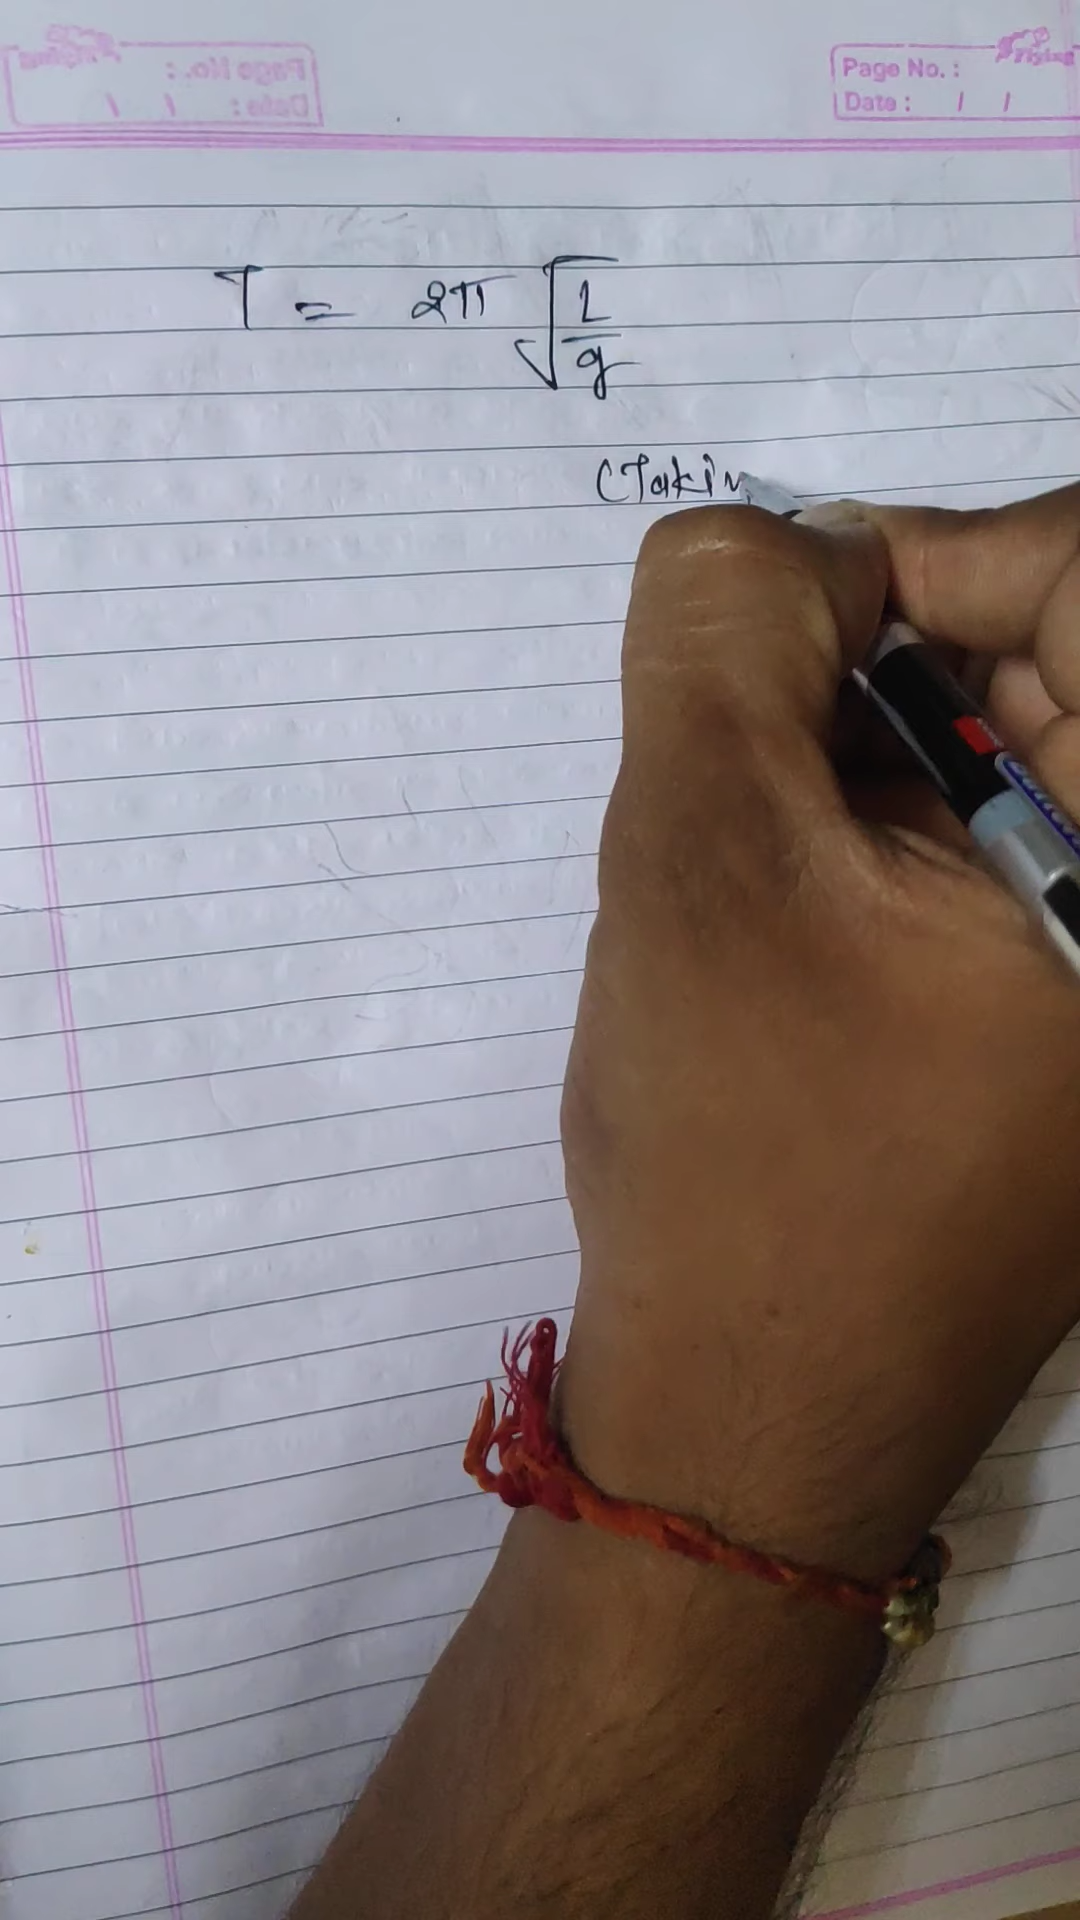 Page No. :
Date : / /
T = 2π √(L/g)
(Takin